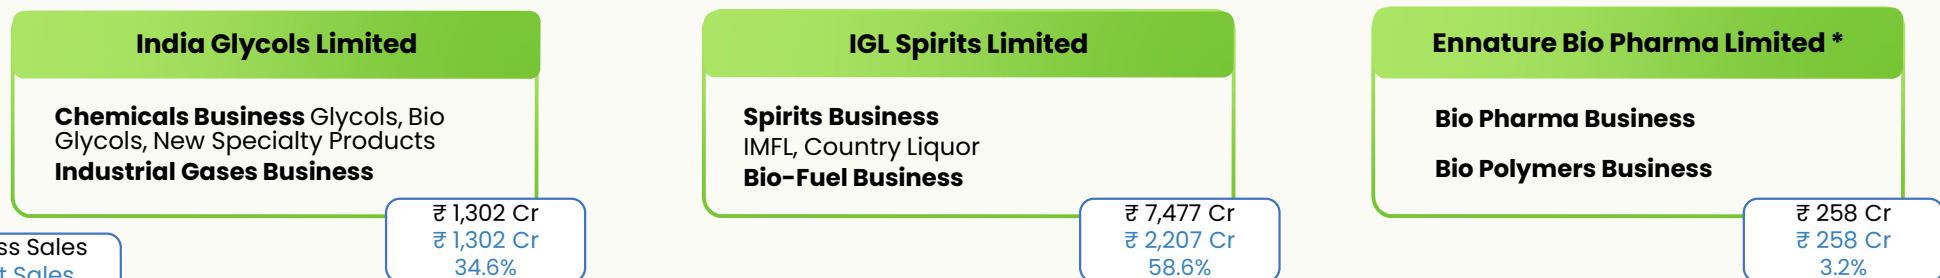 India Glycols Limited
Chemicals Business Glycols, Bio
Glycols, New Specialty Products
Industrial Gases Business
₹ 1,302 Cr
₹ 1,302 Cr
34.6%
IGL Spirits Limited
Spirits Business
IMFL, Country Liquor
Bio-Fuel Business
₹ 7,477 Cr
₹ 2,207 Cr
58.6%
Ennature Bio Pharma Limited *
Bio Pharma Business
Bio Polymers Business
₹ 258 Cr
₹ 258 Cr
3.2%
ss Sales
t Sales